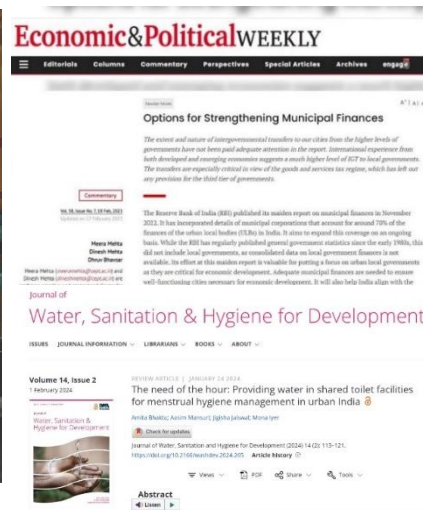 Economic&PoliticalWEEKLY
Editorials Columns Commentary Perspectives Special Articles Archives engage
Options for Strengthening Municipal Finances
The extent and nature of intergovernmental transfers to our cities from the higher levels of
governments have not been paid adequate attention in the report. International experience from
both developed and emerging economies suggests a much higher level of IGT to local governments.
The transfers are especially critical in view of the goods and services tax regime, which has left out
any provision for the third tier of governments.
Commentary
Vol. 58, Issue No. 7, 18 Feb, 2023
Meera Mehta
Dinesh Mehta
Dhruv Bhavsar
The Reserve Bank of India (RBI) published its maiden report on municipal finances in November
2022. It has incorporated details of municipal corporations that account for around 70% of the
finances of the urban local bodies (ULBs) in India. It aims to expand this coverage on an ongoing
basis. While the RBI has regularly published general government statistics since the early 1980s, this
did not include local governments, as consolidated data on local government finances is not
available. Its effort at this maiden report is valuable for putting a focus on urban local governments
as they are critical for economic development. Adequate municipal finances are needed to ensure
well-functioning cities necessary for economic development. It will also help India align with the
Journal of
Water, Sanitation & Hygiene for Development
ISSUES JOURNAL INFORMATION LIBRARIANS BOOKS ABOUT
Volume 14, Issue 2
1 February 2024
REVIEW ARTICLE | JANUARY 24 2024
The need of the hour: Providing water in shared toilet facilities
for menstrual hygiene management in urban India
Amita Bhakta; Aasim Mansuri; Jigisha Jaiswal; Mona Iyer
Check for updates
Journal of Water, Sanitation and Hygiene for Development (2024) 14 (2): 113–121.
https://doi.org/10.2166/washdev.2024.205 Article history
Views PDF Share Tools
Abstract
Listen